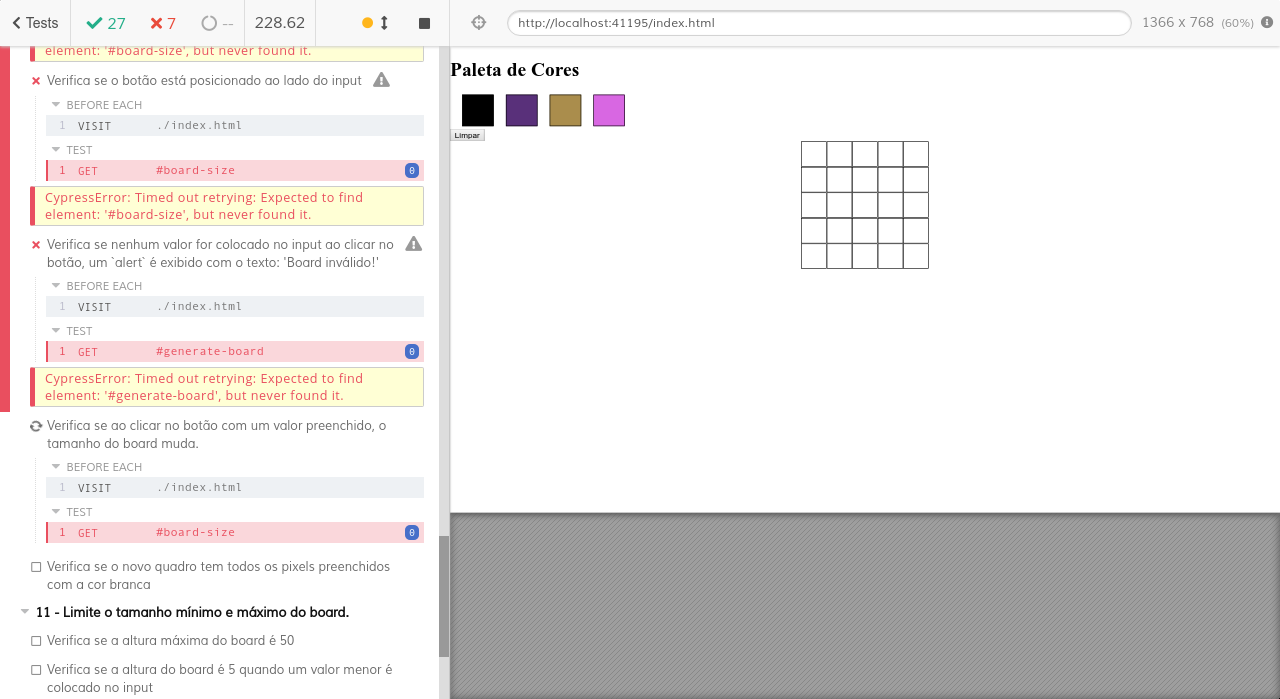 Tests
27
7
--
228.62
http://localhost:41195/index.html
1366 x 768 (60%)
element: '#board-size', but never found it.
Verifica se o botão está posicionado ao lado do input
BEFORE EACH
1 VISIT ./index.html
TEST
1 GET #board-size 0
CypressError: Timed out retrying: Expected to find
element: '#board-size', but never found it.
Verifica se nenhum valor for colocado no input ao clicar no
botão, um `alert` é exibido com o texto: 'Board inválido!'
BEFORE EACH
1 VISIT ./index.html
TEST
1 GET #generate-board 0
CypressError: Timed out retrying: Expected to find
element: '#generate-board', but never found it.
Verifica se ao clicar no botão com um valor preenchido, o
tamanho do board muda.
BEFORE EACH
1 VISIT ./index.html
TEST
1 GET #board-size 0
Verifica se o novo quadro tem todos os pixels preenchidos
com a cor branca
11 - Limite o tamanho mínimo e máximo do board.
Verifica se a altura máxima do board é 50
Verifica se a altura do board é 5 quando um valor menor é
colocado no input
Paleta de Cores
Limpar